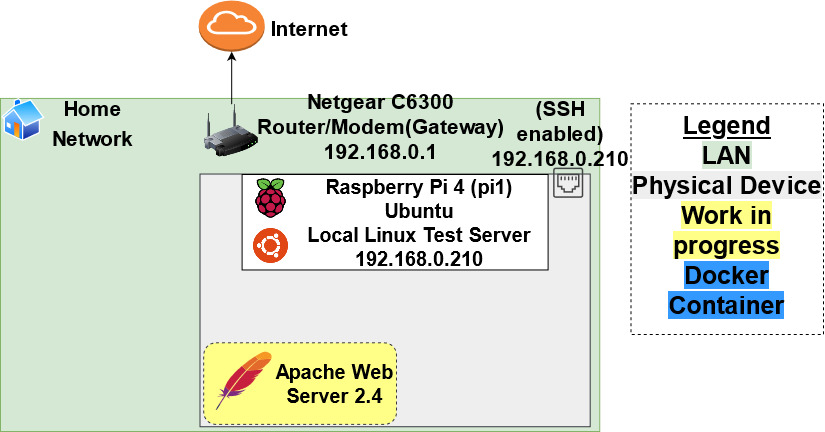 Internet
Home
Network
Netgear C6300
Router/Modem(Gateway)
192.168.0.1
(SSH
enabled)
192.168.0.210
Raspberry Pi 4 (pi1)
Ubuntu
Local Linux Test Server
192.168.0.210
Apache Web
Server 2.4
Legend
LAN
Physical Device
Work in
progress
Docker
Container